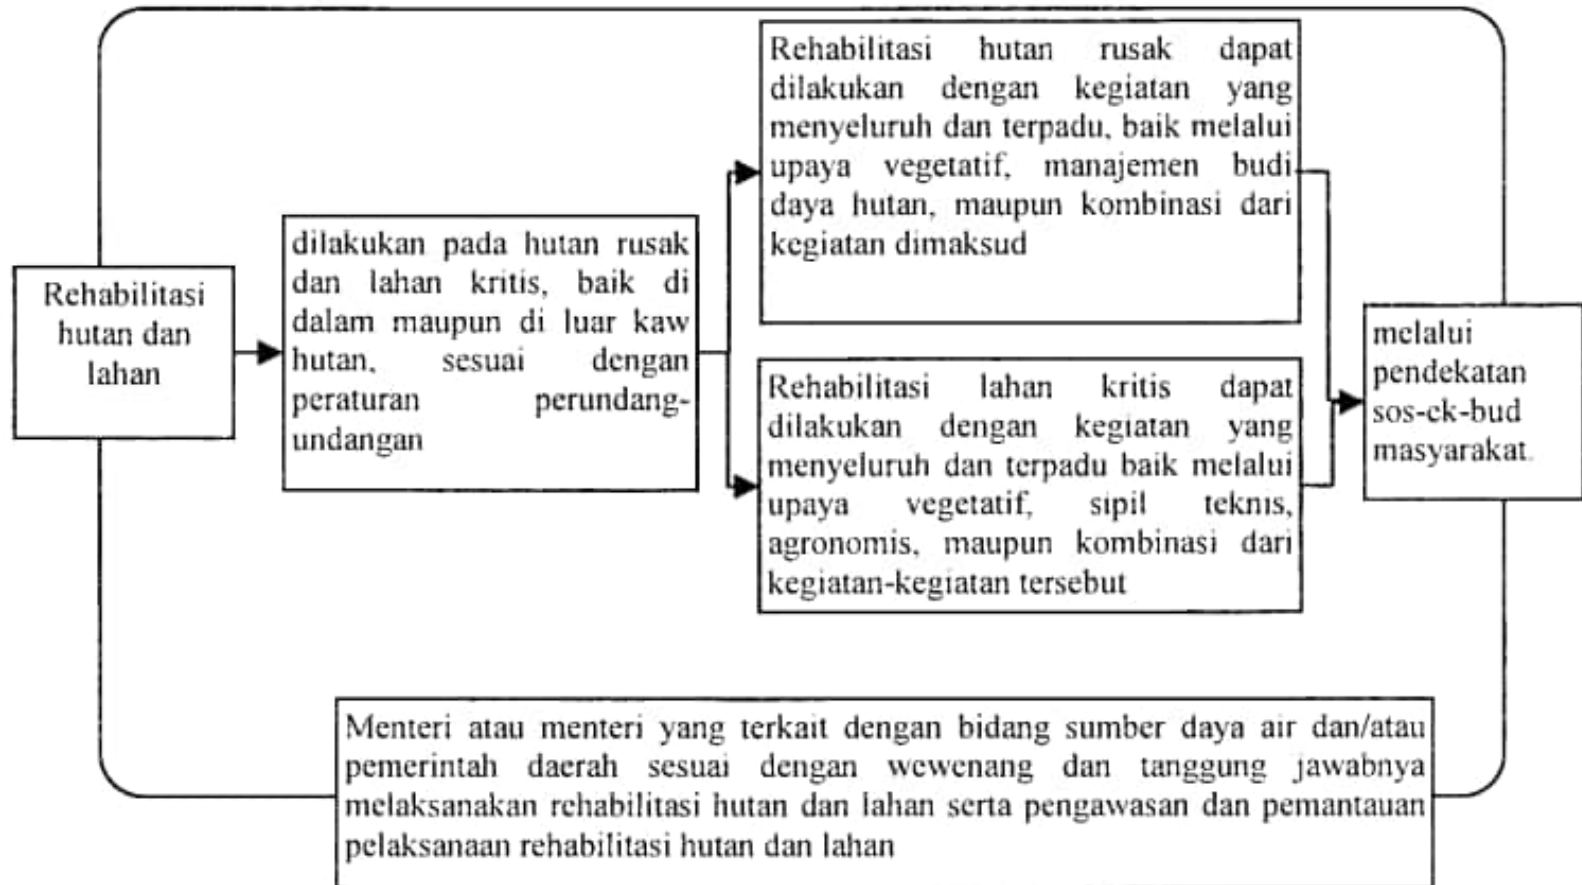 Rehabilitasi
hutan dan
lahan
dilakukan pada hutan rusak
dan lahan kritis, baik di
dalam maupun di luar kaw
hutan, sesuai dengan
peraturan perundang-
undangan
Rehabilitasi hutan rusak dapat
dilakukan dengan kegiatan yang
menyeluruh dan terpadu, baik melalui
upaya vegetatif, manajemen budi
daya hutan, maupun kombinasi dari
kegiatan dimaksud
Rehabilitasi lahan kritis dapat
dilakukan dengan kegiatan yang
menyeluruh dan terpadu baik melalui
upaya vegetatif, sipil teknis,
agronomis, maupun kombinasi dari
kegiatan-kegiatan tersebut
melalui
pendekatan
sos-ek-bud
masyarakat.
Menteri atau menteri yang terkait dengan bidang sumber daya air dan/atau
pemerintah daerah sesuai dengan wewenang dan tanggung jawabnya
melaksanakan rehabilitasi hutan dan lahan serta pengawasan dan pemantauan
pelaksanaan rehabilitasi hutan dan lahan